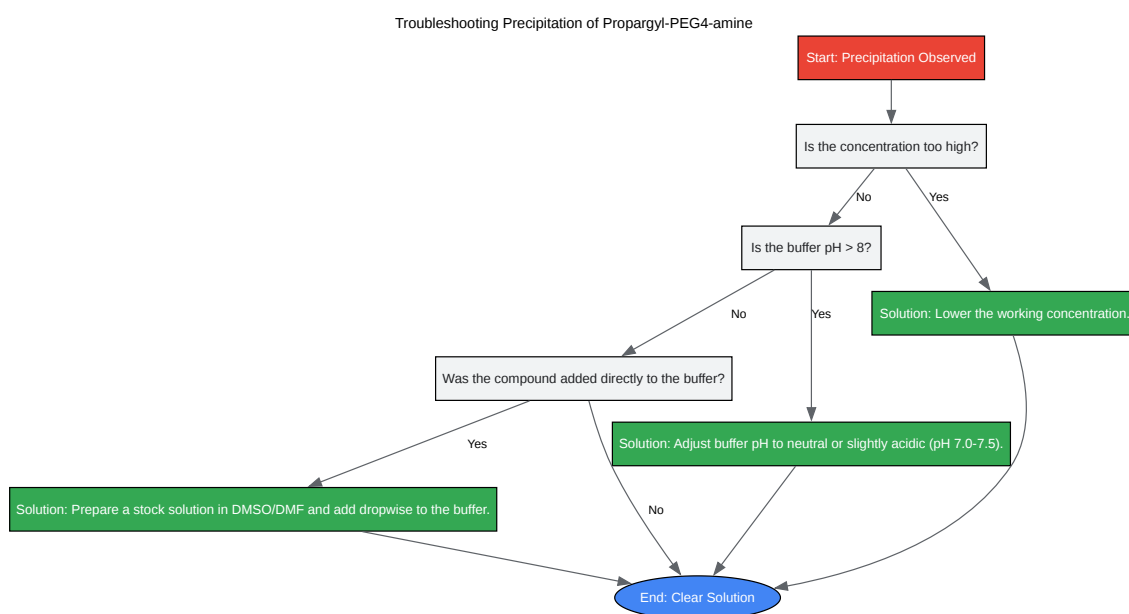 Troubleshooting Precipitation of Propargyl-PEG4-amine
Start: Precipitation Observed
Is the concentration too high?
No
Yes
Is the buffer pH > 8?
Solution: Lower the working concentration.
No
Yes
Was the compound added directly to the buffer?
Solution: Adjust buffer pH to neutral or slightly acidic (pH 7.0-7.5).
Yes
Solution: Prepare a stock solution in DMSO/DMF and add dropwise to the buffer.
No
End: Clear Solution